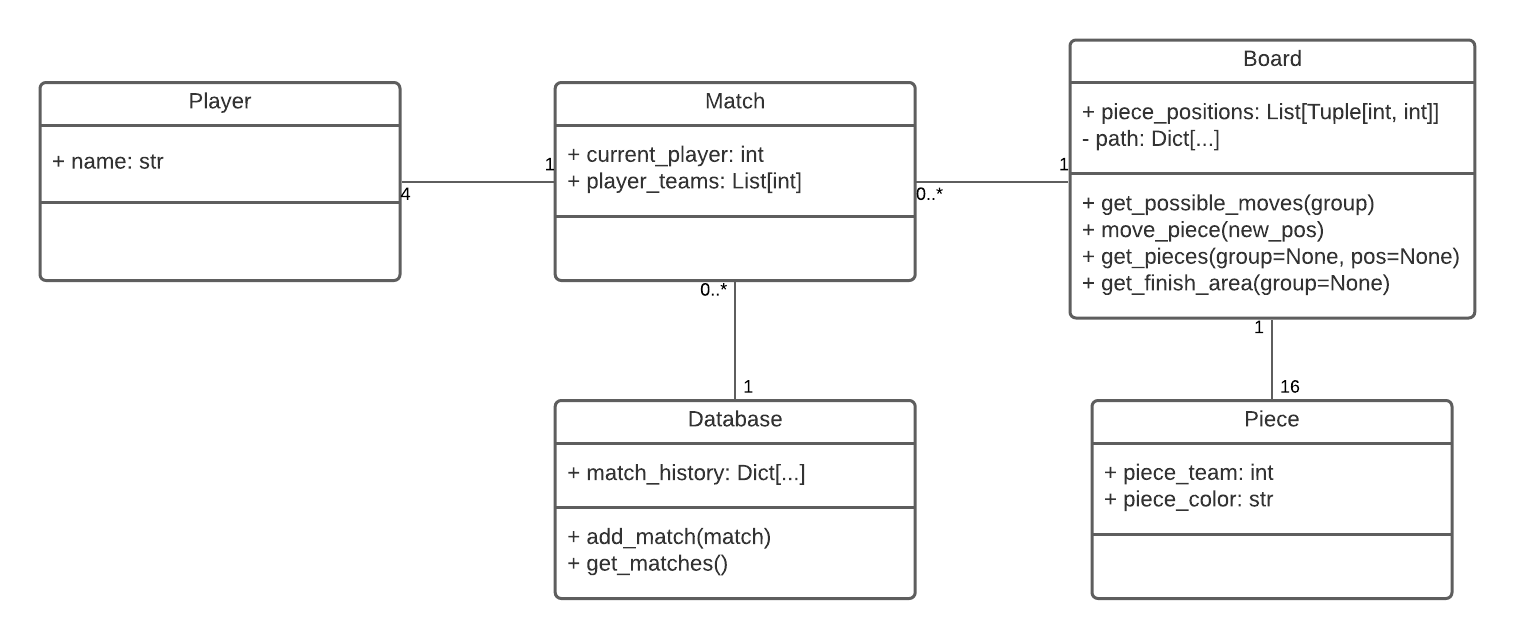 Player
+ name: str
4
1
Match
+ current_player: int
+ player_teams: List[int]
0..*
1
Board
+ piece_positions: List[Tuple[int, int]]
- path: Dict[...]
+ get_possible_moves(group)
+ move_piece(new_pos)
+ get_pieces(group=None, pos=None)
+ get_finish_area(group=None)
0..*
1
Database
+ match_history: Dict[...]
+ add_match(match)
+ get_matches()
1
16
Piece
+ piece_team: int
+ piece_color: str